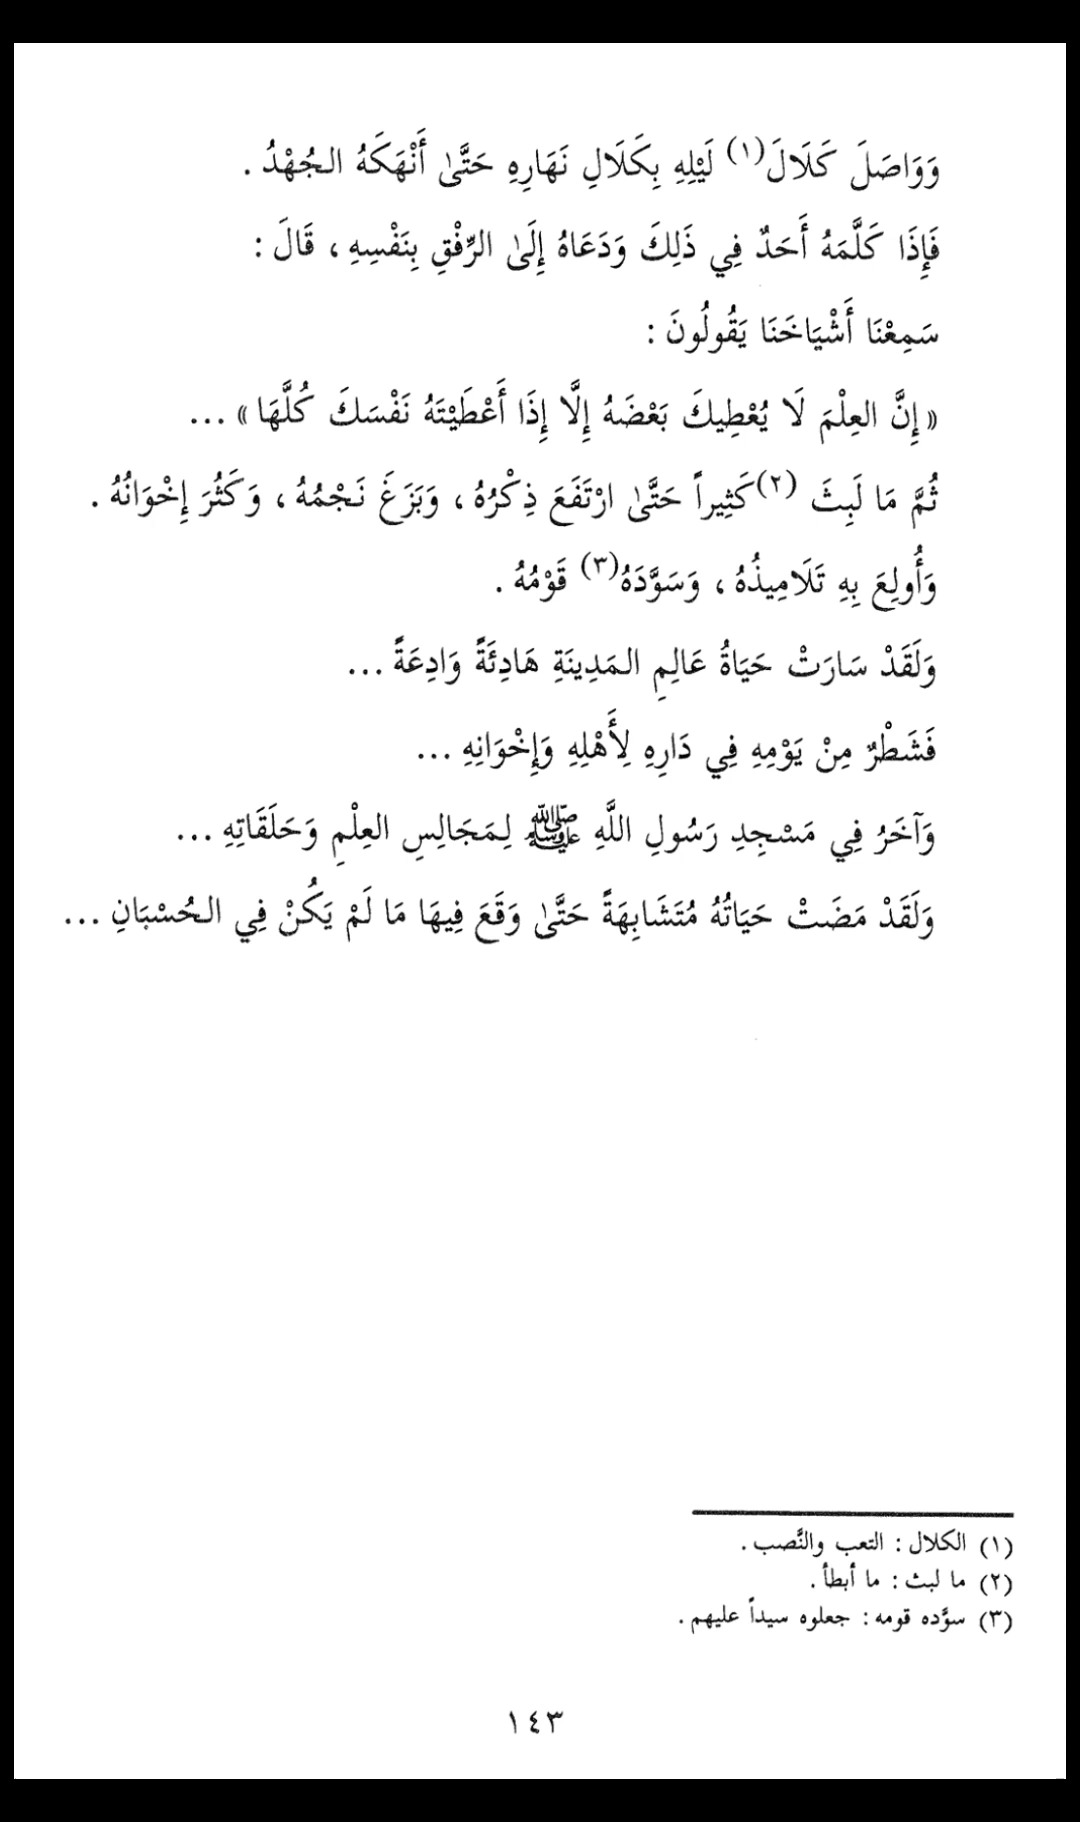 وَوَاصَلَ كَلَالَ(١) لَيْلِهِ بِكَلَالِ نَهَارِهِ حَتَّىٰ أَنْهَكَهُ الجُهْدُ .
فَإِذَا كَلَّمَهُ أَحَدٌ فِي ذَلِكَ وَدَعَاهُ إِلَىٰ الرِّفْقِ بِنَفْسِهِ ، قَالَ :
سَمِعْنَا أَشْيَاخَنَا يَقُولُونَ :
« إِنَّ العِلْمَ لَا يُعْطِيكَ بَعْضَهُ إِلَّا إِذَا أَعْطَيْتَهُ نَفْسَكَ كُلَّهَا » ...
ثُمَّ مَا لَبِثَ (٢) كَثِيراً حَتَّىٰ ارْتَفَعَ ذِكْرُهُ ، وَبَزَغَ نَجْمُهُ ، وَكَثُرَ إِخْوَانُهُ .
وَأُولِعَ بِهِ تَلَامِيذُهُ ، وَسَوَّدَهُ(٣) قَوْمُهُ .
وَلَقَدْ سَارَتْ حَيَاةُ عَالِمِ المَدِينَةِ هَادِئَةً وَادِعَةً ...
فَشَطْرٌ مِنْ يَوْمِهِ فِي دَارِهِ لِأَهْلِهِ وَإِخْوَانِهِ ...
وَآخَرُ فِي مَسْجِدِ رَسُولِ اللَّهِ ﷺ لِمَجَالِسِ العِلْمِ وَحَلَقَاتِهِ ...
وَلَقَدْ مَضَتْ حَيَاتُهُ مُتَشَابِهَةً حَتَّىٰ وَقَعَ فِيهَا مَا لَمْ يَكُنْ فِي الحُسْبَانِ ...
(١) الكلال : التعب والنَّصب .
(٢) ما لبث : ما أبطأ .
(٣) سوَّده قومه : جعلوه سيداً عليهم .
١٤٣